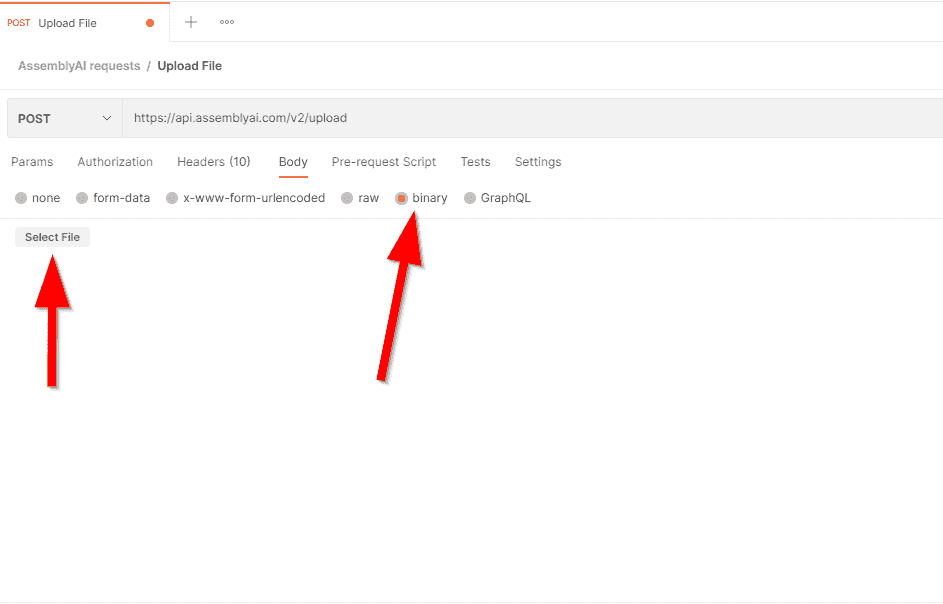 POST Upload File
AssemblyAI requests / Upload File
POST https://api.assemblyai.com/v2/upload
Params Authorization Headers (10) Body Pre-request Script Tests Settings
none form-data x-www-form-urlencoded raw binary GraphQL
Select File